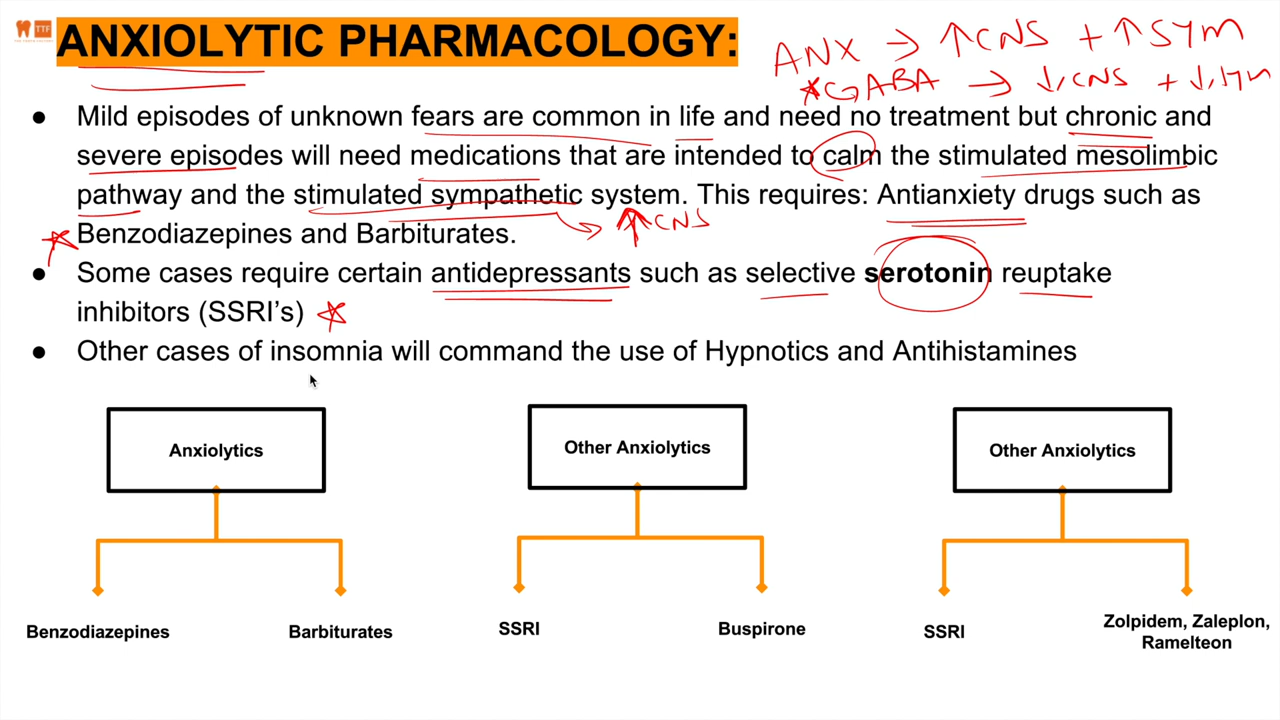 TTF
ANXIOLYTIC PHARMACOLOGY:
ANX → ↑CNS + ↑SYM
*GABA → ↓CNS + ↓SYM
● Mild episodes of unknown fears are common in life and need no treatment but chronic and
severe episodes will need medications that are intended to calm the stimulated mesolimbic
pathway and the stimulated sympathetic system. This requires: Antianxiety drugs such as
→ ↑CNS
Benzodiazepines and Barbiturates.
● Some cases require certain antidepressants such as selective serotonin reuptake
inhibitors (SSRI's)
● Other cases of insomnia will command the use of Hypnotics and Antihistamines
Anxiolytics
Other Anxiolytics
Other Anxiolytics
Benzodiazepines
Barbiturates
SSRI
Buspirone
SSRI
Zolpidem, Zaleplon,
Ramelteon